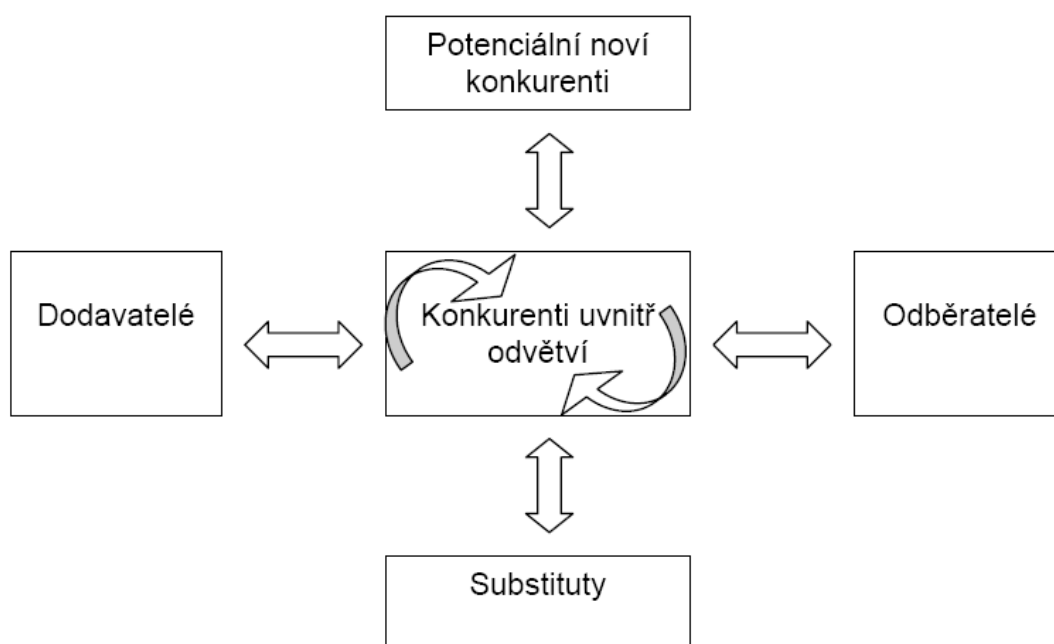 Potenciální noví
konkurenti
Dodavatelé
Konkurenti uvnitř
odvětví
Odběratelé
Substituty